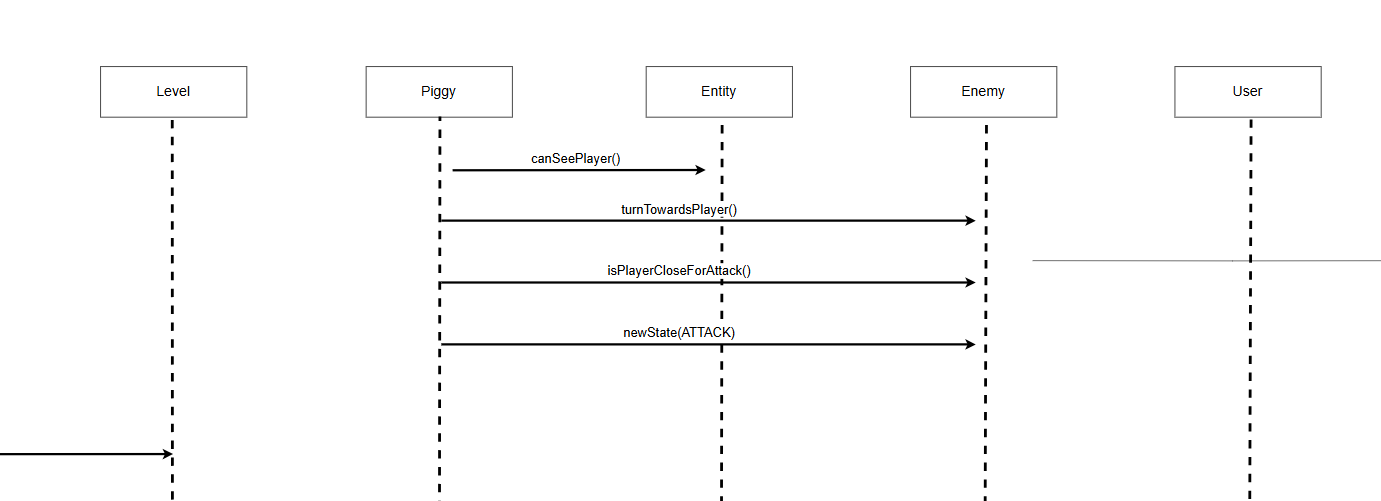 Level
Piggy
Entity
Enemy
User
canSeePlayer()
turnTowardsPlayer()
isPlayerCloseForAttack()
newState(ATTACK)